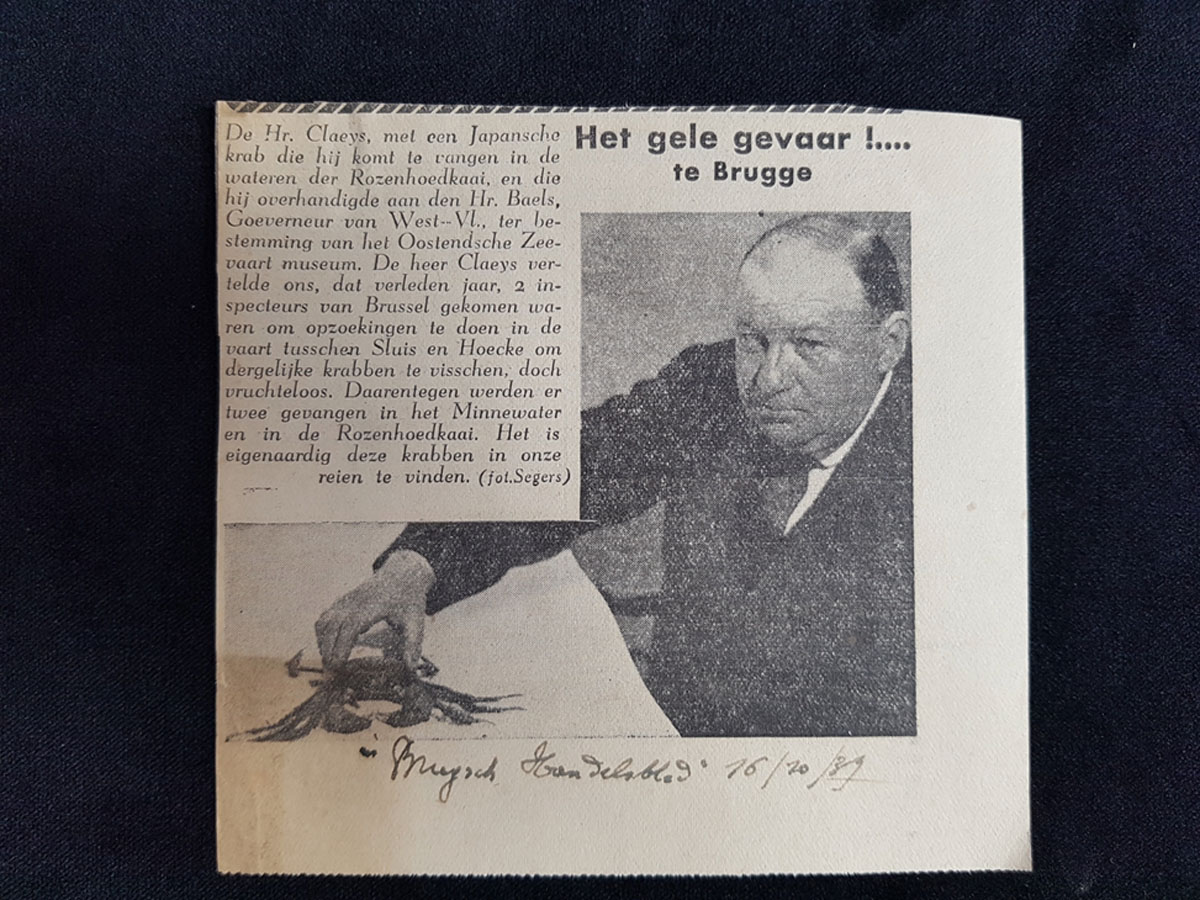 Het gele gevaar !....
te Brugge
De Hr. Claeys, met een Japansche
krab die hij komt te vangen in de
wateren der Rozenhoedkaai, en die
hij overhandigde aan den Hr. Baels,
Goeverneur van West--Vl., ter be-
stemming van het Oostendsche Zee-
vaart museum. De heer Claeys ver-
telde ons, dat verleden jaar, 2 in-
specteurs van Brussel gekomen wa-
ren om opzoekingen te doen in de
vaart tusschen Sluis en Hoecke om
dergelijke krabben te visschen, doch
vruchteloos. Daarentegen werden er
twee gevangen in het Minnewater
en in de Rozenhoedkaai. Het is
eigenaardig deze krabben in onze
reien te vinden. (fot.Segers)
"Brugsch Handelsblad"